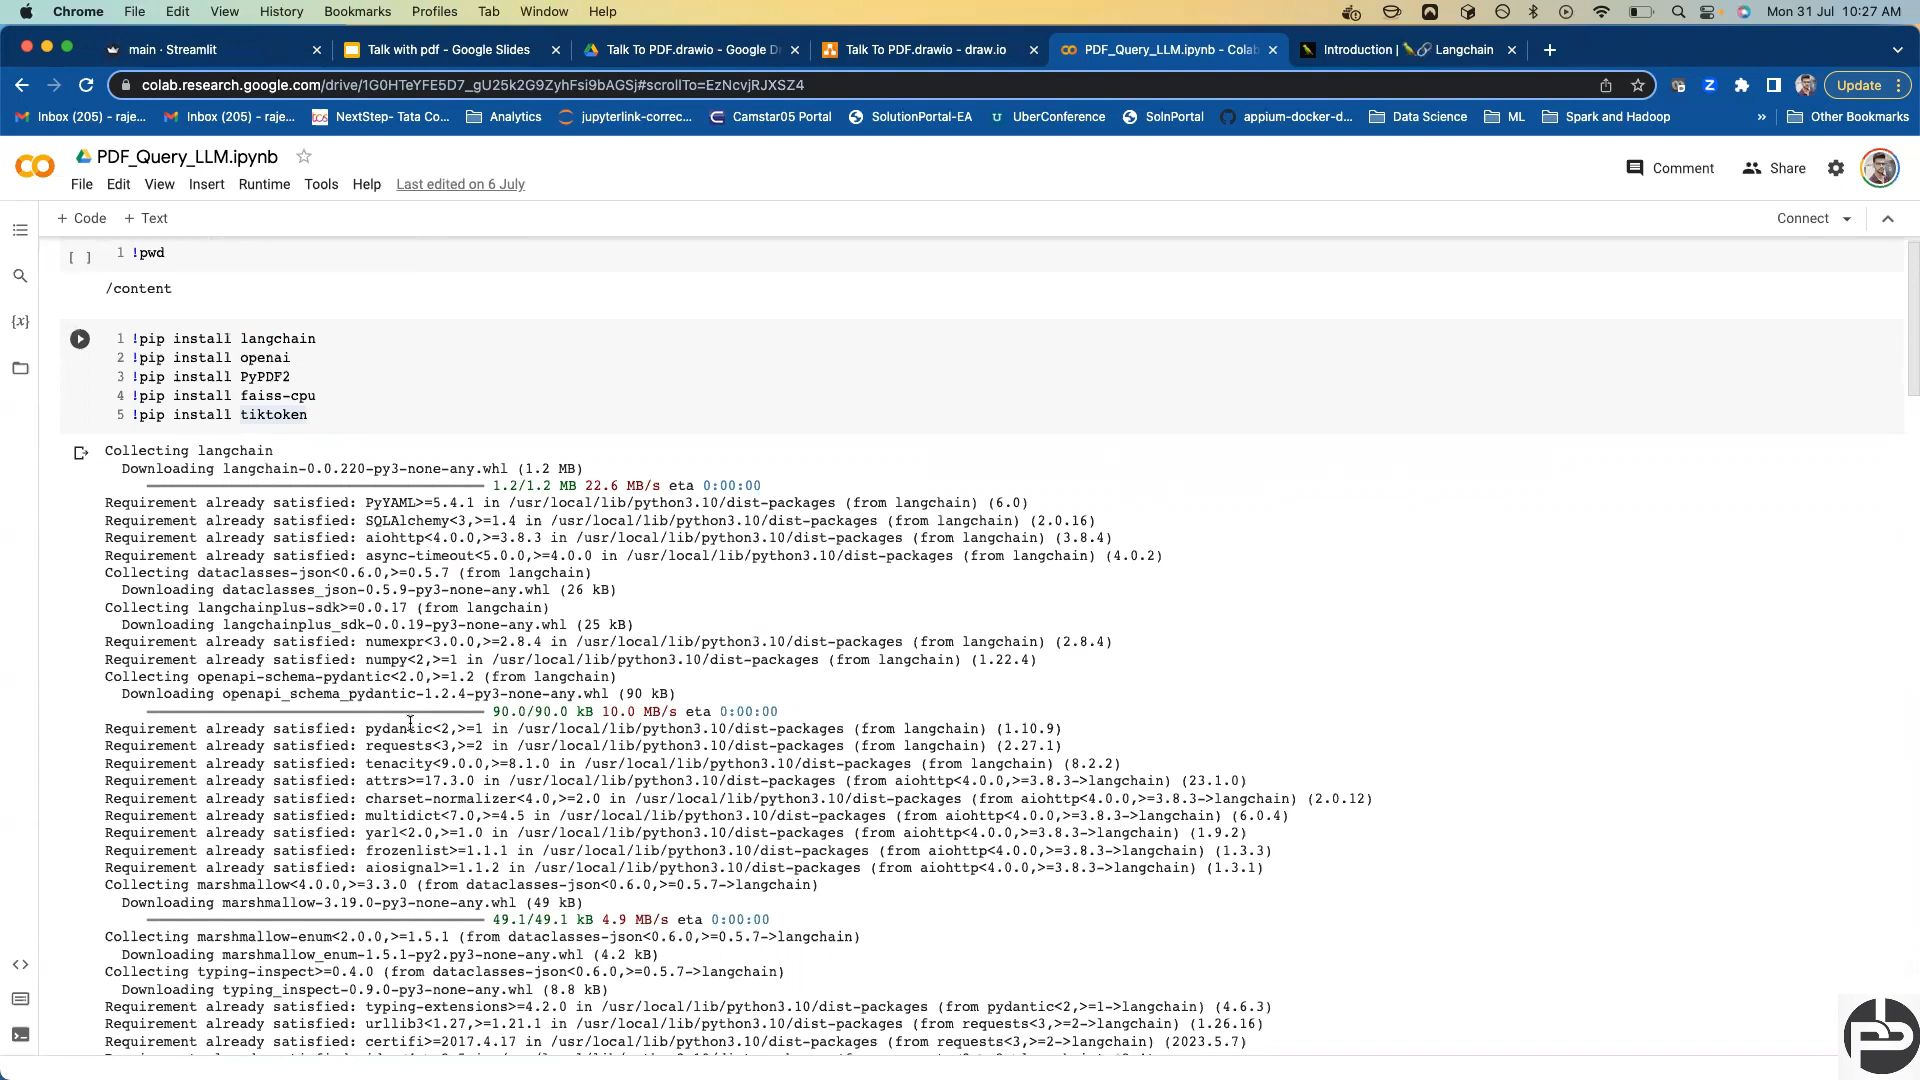 Chrome File Edit View History Bookmarks Profiles Tab Window Help Mon 31 Jul 10:27 AM
main · Streamlit Talk with pdf - Google Slides Talk To PDF.drawio - Google D Talk To PDF.drawio - draw.io PDF_Query_LLM.ipynb - Colab Introduction | 🦜🔗 Langchain
colab.research.google.com/drive/1G0HTeYFE5D7_gU25k2G9ZyhFsi9bAGSj#scrollTo=EzNcvjRJXSZ4 Update
Inbox (205) - raje... Inbox (205) - raje... NextStep- Tata Co... Analytics jupyterlink-correc... Camstar05 Portal SolutionPortal-EA UberConference SolnPortal appium-docker-d... Data Science ML Spark and Hadoop » Other Bookmarks
PDF_Query_LLM.ipynb
Comment Share
File Edit View Insert Runtime Tools Help Last edited on 6 July
+ Code + Text Connect
[ ] 1 !pwd
/content
1 !pip install langchain
2 !pip install openai
3 !pip install PyPDF2
4 !pip install faiss-cpu
5 !pip install tiktoken
Collecting langchain
Downloading langchain-0.0.220-py3-none-any.whl (1.2 MB)
1.2/1.2 MB 22.6 MB/s eta 0:00:00
Requirement already satisfied: PyYAML>=5.4.1 in /usr/local/lib/python3.10/dist-packages (from langchain) (6.0)
Requirement already satisfied: SQLAlchemy<3,>=1.4 in /usr/local/lib/python3.10/dist-packages (from langchain) (2.0.16)
Requirement already satisfied: aiohttp<4.0.0,>=3.8.3 in /usr/local/lib/python3.10/dist-packages (from langchain) (3.8.4)
Requirement already satisfied: async-timeout<5.0.0,>=4.0.0 in /usr/local/lib/python3.10/dist-packages (from langchain) (4.0.2)
Collecting dataclasses-json<0.6.0,>=0.5.7 (from langchain)
Downloading dataclasses_json-0.5.9-py3-none-any.whl (26 kB)
Collecting langchainplus-sdk>=0.0.17 (from langchain)
Downloading langchainplus_sdk-0.0.19-py3-none-any.whl (25 kB)
Requirement already satisfied: numexpr<3.0.0,>=2.8.4 in /usr/local/lib/python3.10/dist-packages (from langchain) (2.8.4)
Requirement already satisfied: numpy<2,>=1 in /usr/local/lib/python3.10/dist-packages (from langchain) (1.22.4)
Collecting openapi-schema-pydantic<2.0,>=1.2 (from langchain)
Downloading openapi_schema_pydantic-1.2.4-py3-none-any.whl (90 kB)
90.0/90.0 kB 10.0 MB/s eta 0:00:00
Requirement already satisfied: pydantic<2,>=1 in /usr/local/lib/python3.10/dist-packages (from langchain) (1.10.9)
Requirement already satisfied: requests<3,>=2 in /usr/local/lib/python3.10/dist-packages (from langchain) (2.27.1)
Requirement already satisfied: tenacity<9.0.0,>=8.1.0 in /usr/local/lib/python3.10/dist-packages (from langchain) (8.2.2)
Requirement already satisfied: attrs>=17.3.0 in /usr/local/lib/python3.10/dist-packages (from aiohttp<4.0.0,>=3.8.3->langchain) (23.1.0)
Requirement already satisfied: charset-normalizer<4.0,>=2.0 in /usr/local/lib/python3.10/dist-packages (from aiohttp<4.0.0,>=3.8.3->langchain) (2.0.12)
Requirement already satisfied: multidict<7.0,>=4.5 in /usr/local/lib/python3.10/dist-packages (from aiohttp<4.0.0,>=3.8.3->langchain) (6.0.4)
Requirement already satisfied: yarl<2.0,>=1.0 in /usr/local/lib/python3.10/dist-packages (from aiohttp<4.0.0,>=3.8.3->langchain) (1.9.2)
Requirement already satisfied: frozenlist>=1.1.1 in /usr/local/lib/python3.10/dist-packages (from aiohttp<4.0.0,>=3.8.3->langchain) (1.3.3)
Requirement already satisfied: aiosignal>=1.1.2 in /usr/local/lib/python3.10/dist-packages (from aiohttp<4.0.0,>=3.8.3->langchain) (1.3.1)
Collecting marshmallow<4.0.0,>=3.3.0 (from dataclasses-json<0.6.0,>=0.5.7->langchain)
Downloading marshmallow-3.19.0-py3-none-any.whl (49 kB)
49.1/49.1 kB 4.9 MB/s eta 0:00:00
Collecting marshmallow-enum<2.0.0,>=1.5.1 (from dataclasses-json<0.6.0,>=0.5.7->langchain)
Downloading marshmallow_enum-1.5.1-py2.py3-none-any.whl (4.2 kB)
Collecting typing-inspect>=0.4.0 (from dataclasses-json<0.6.0,>=0.5.7->langchain)
Downloading typing_inspect-0.9.0-py3-none-any.whl (8.8 kB)
Requirement already satisfied: typing-extensions>=4.2.0 in /usr/local/lib/python3.10/dist-packages (from pydantic<2,>=1->langchain) (4.6.3)
Requirement already satisfied: urllib3<1.27,>=1.21.1 in /usr/local/lib/python3.10/dist-packages (from requests<3,>=2->langchain) (1.26.16)
Requirement already satisfied: certifi>=2017.4.17 in /usr/local/lib/python3.10/dist-packages (from requests<3,>=2->langchain) (2023.5.7)